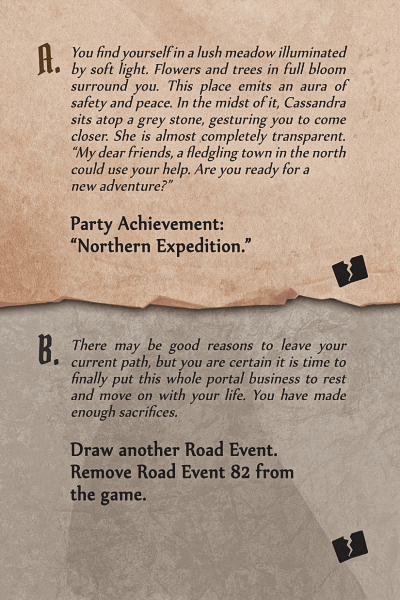 A.
You find yourself in a lush meadow illuminated
by soft light. Flowers and trees in full bloom
surround you. This place emits an aura of
safety and peace. In the midst of it, Cassandra
sits atop a grey stone, gesturing you to come
closer. She is almost completely transparent.
“My dear friends, a fledgling town in the north
could use your help. Are you ready for a
new adventure?”
Party Achievement:
“Northern Expedition.”
B.
There may be good reasons to leave your
current path, but you are certain it is time to
finally put this whole portal business to rest
and move on with your life. You have made
enough sacrifices.
Draw another Road Event.
Remove Road Event 82 from
the game.